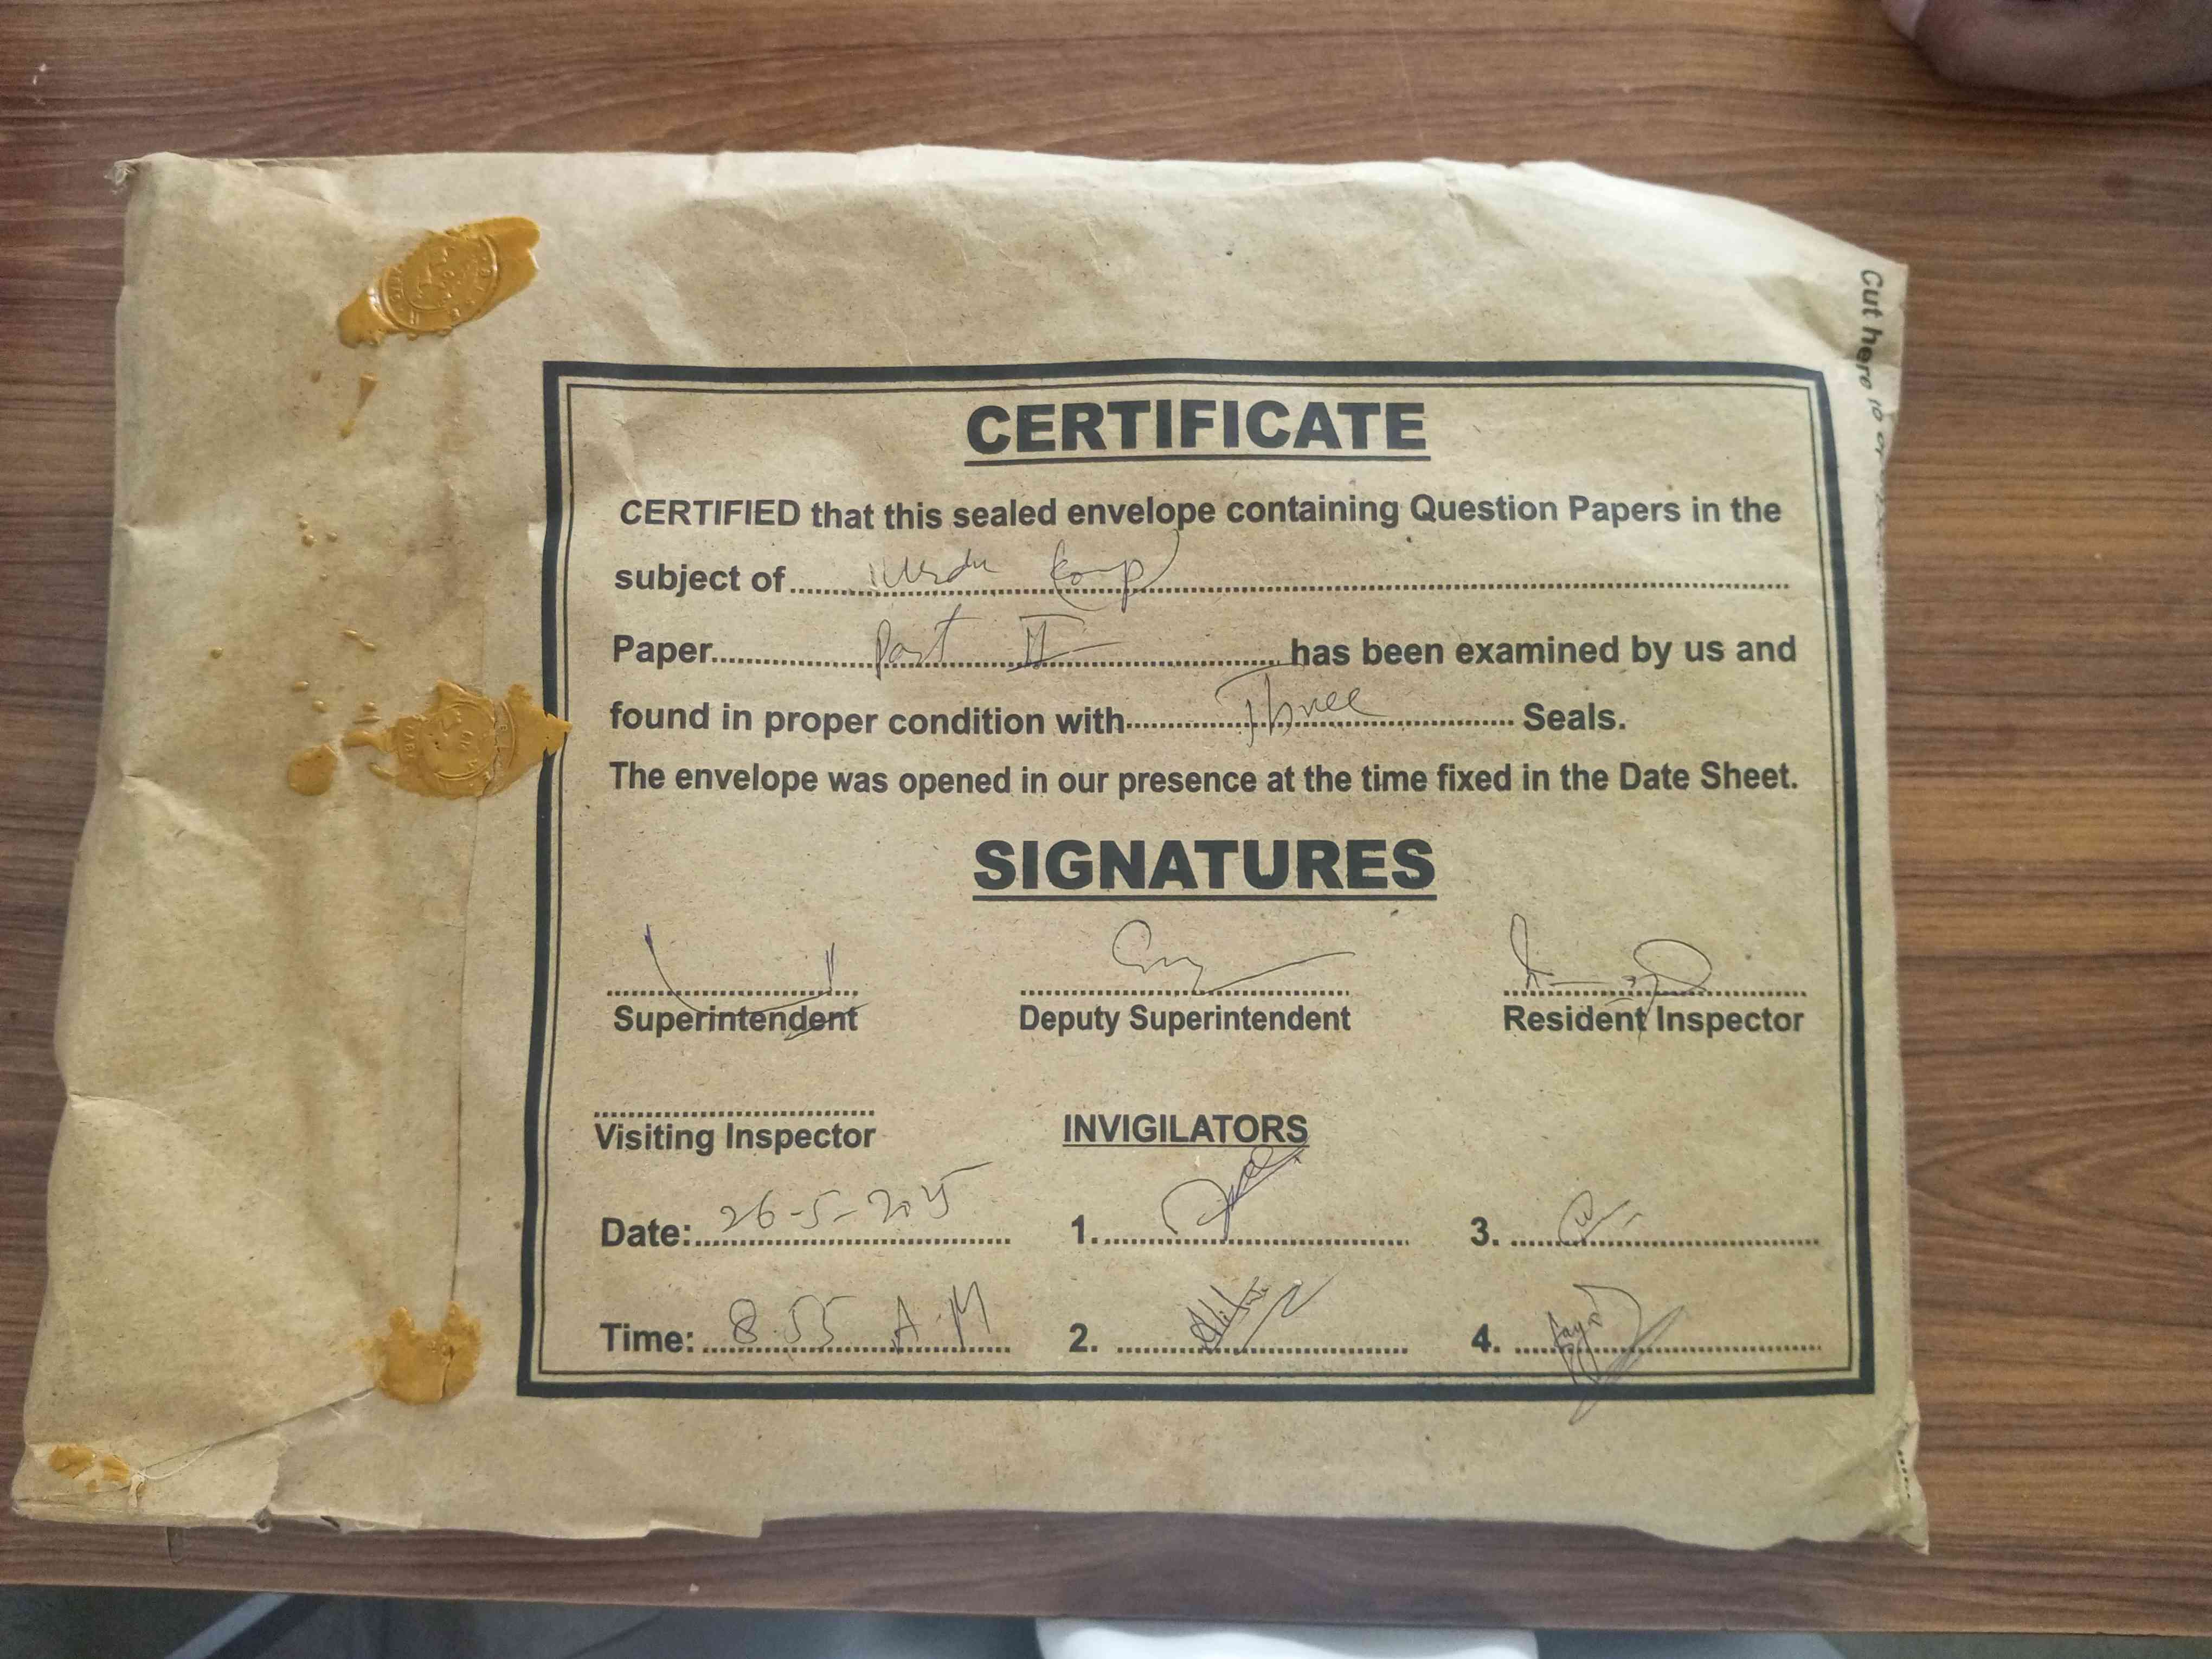 Cut here to
CERTIFICATE
CERTIFIED that this sealed envelope containing Question Papers in the
subject of Urdu Comp
Paper Part II has been examined by us and
found in proper condition with Three Seals.
The envelope was opened in our presence at the time fixed in the Date Sheet.
SIGNATURES
Superintendent Deputy Superintendent Resident Inspector
Visiting Inspector INVIGILATORS
Date: 26-5-2025 1. 3.
Time: 8:55 A.M 2. 4.